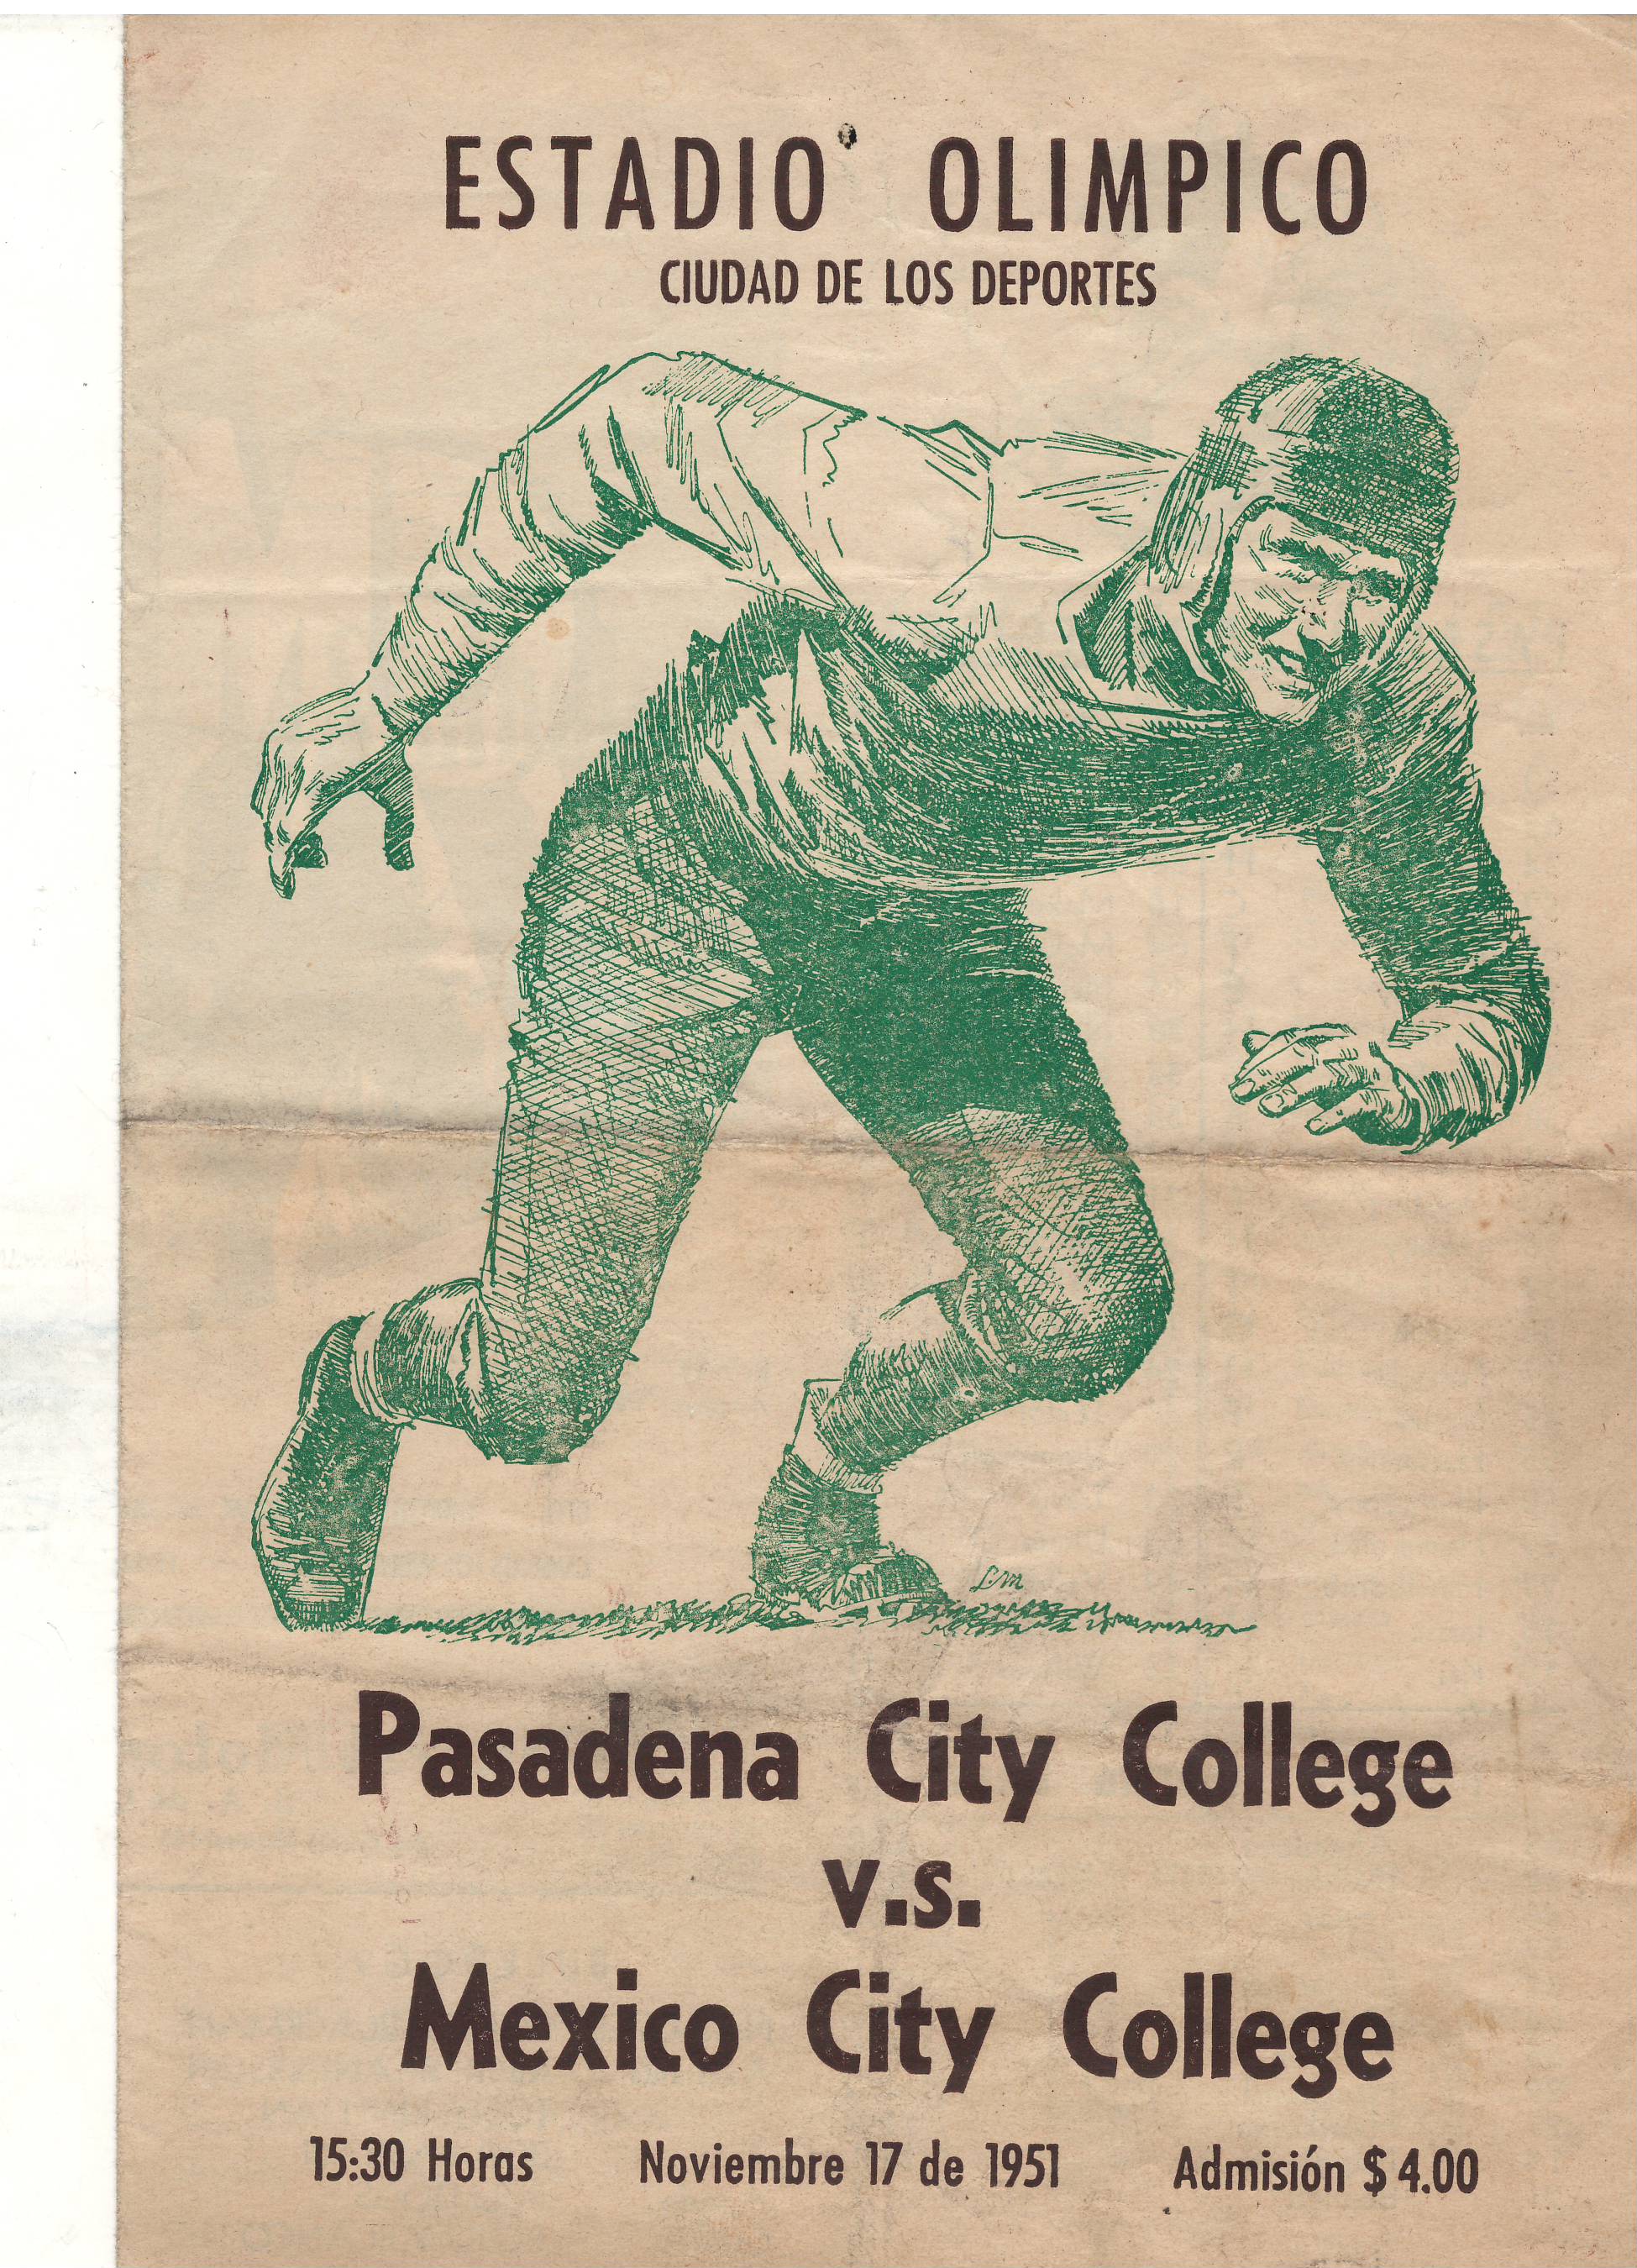 ESTADIO OLIMPICO
CIUDAD DE LOS DEPORTES
L.M
Pasadena City College
v.s.
Mexico City College
15:30 Horas Noviembre 17 de 1951 Admisión $ 4.00